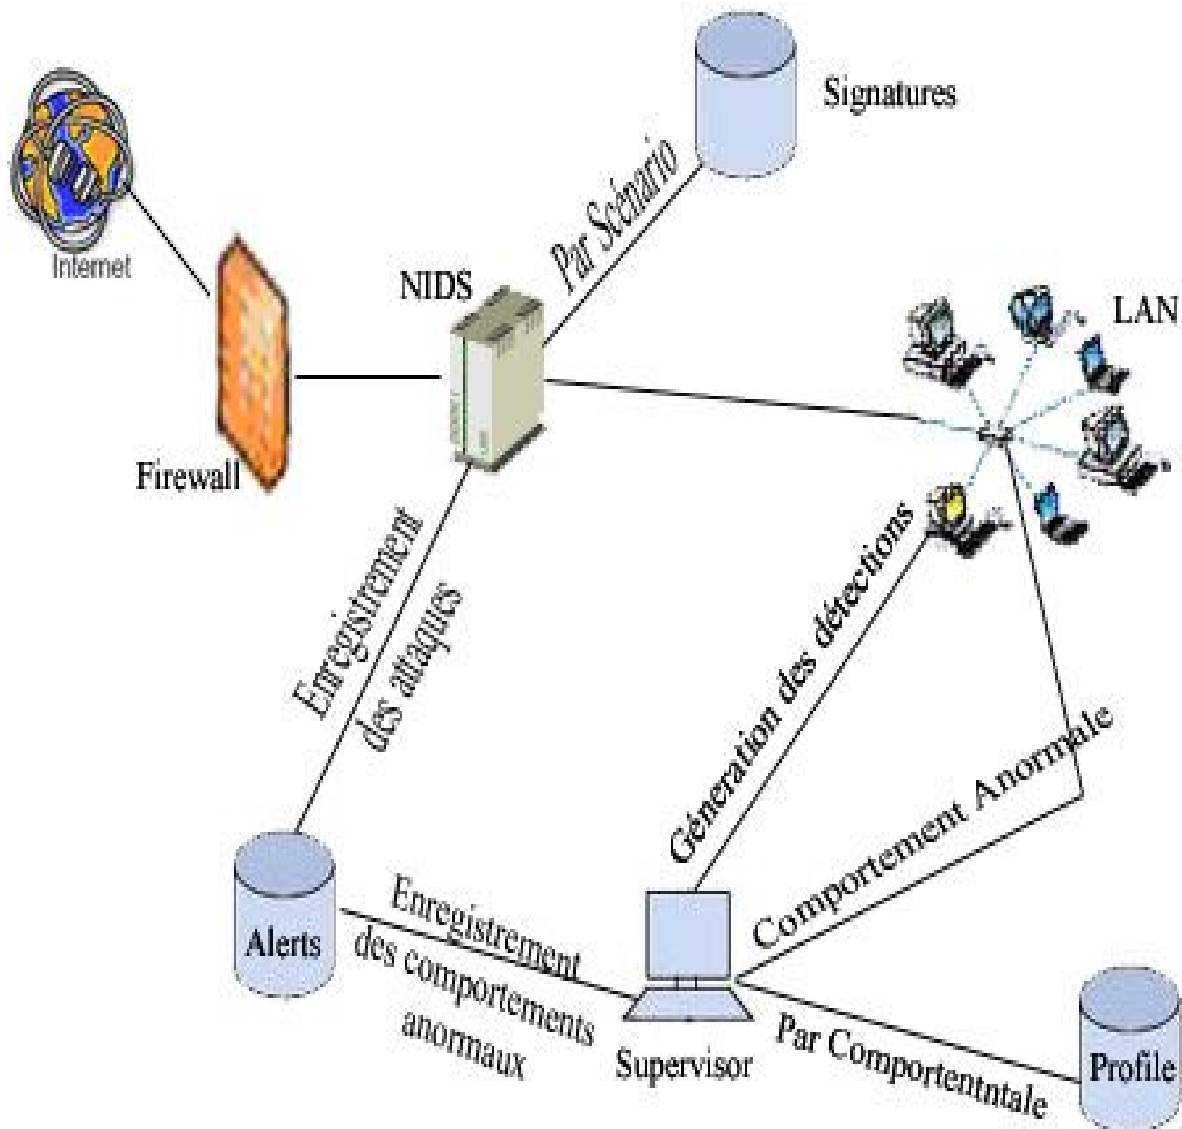 Signatures
Par Scénario
Internet
NIDS
LAN
Firewall
Enregistrement
des attaques
Géneration des détections
Comportement Anormale
Alerts
Enregistrement
des comportements
anormaux
Supervisor
Par Comportentntale
Profile